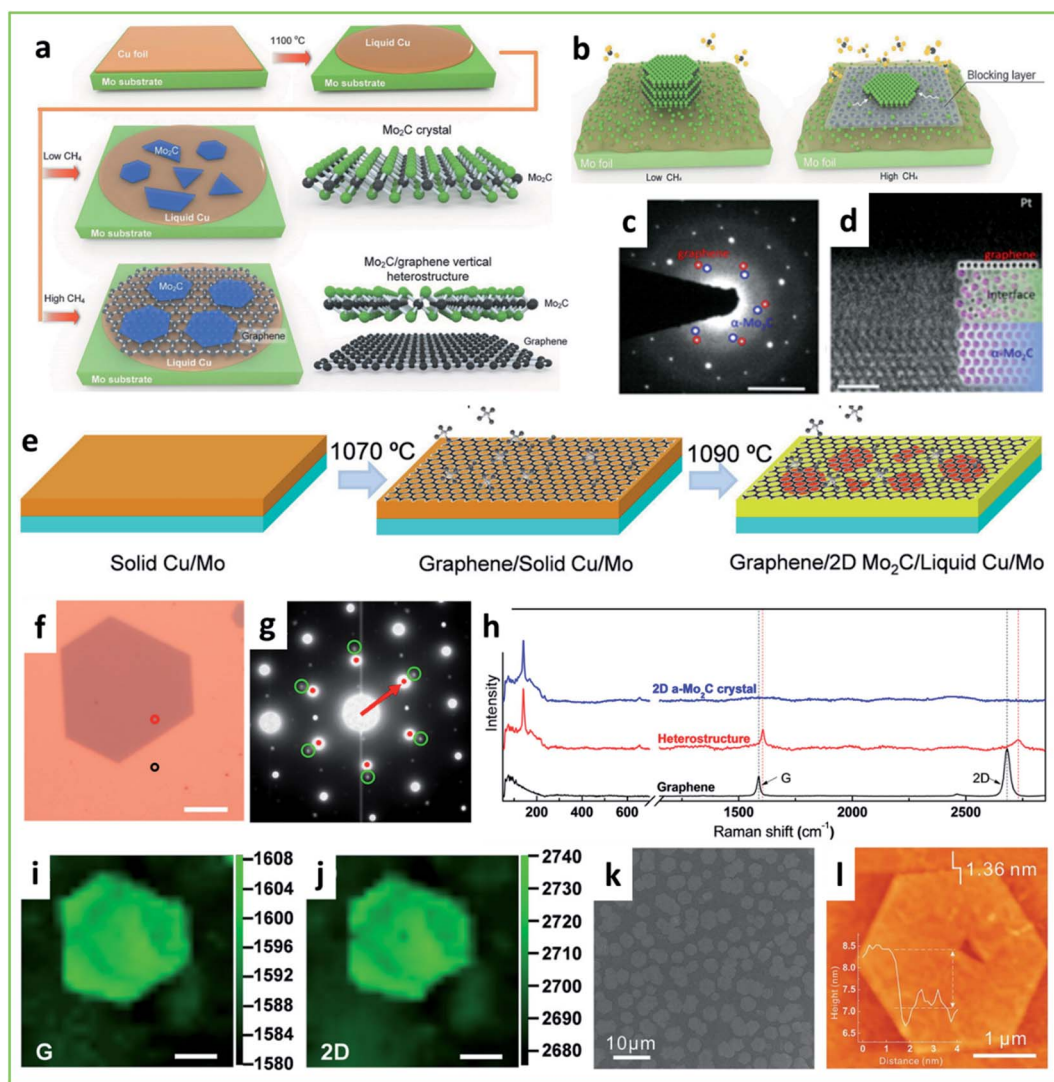 a
Cu foil
Mo substrate
1100 °C
Liquid Cu
Mo substrate
Low CH₄
Mo₂C
Liquid Cu
Mo substrate
Mo₂C crystal
Mo₂C
High CH₄
Mo₂C
Graphene
Liquid Cu
Mo substrate
Mo₂C/graphene vertical
heterostructure
Mo₂C
Graphene
b
Blocking layer
Mo foil
Mo foil
Low CH₄
High CH₄
c
graphene
α-Mo₂C
d
Pt
graphene
Interface
α-Mo₂C
e
1070 ºC
1090 ºC
Solid Cu/Mo
Graphene/Solid Cu/Mo
Graphene/2D Mo₂C/Liquid Cu/Mo
f
g
h
Intensity
2D a-Mo₂C crystal
Heterostructure
Graphene
G
2D
200 400 600 1500 2000 2500
Raman shift (cm⁻¹)
i
G
1608
1604
1600
1596
1592
1588
1584
1580
j
2D
2740
2730
2720
2710
2700
2690
2680
k
10μm
l
1.36 nm
Height (nm)
8.5
8.0
7.5
7.0
6.5
0 1 2 3 4
Distance (nm)
1 μm